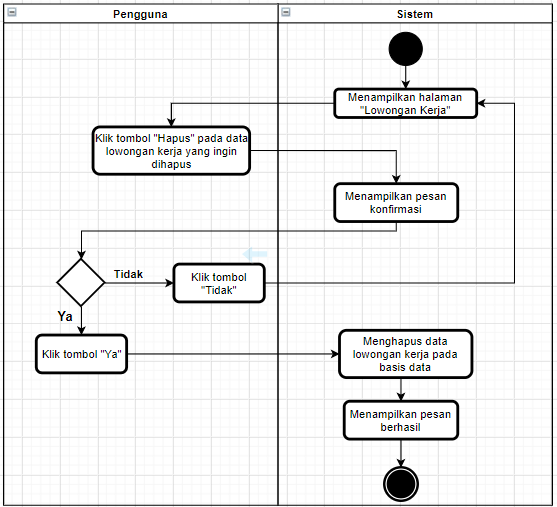 Pengguna
Sistem
Menampilkan halaman
"Lowongan Kerja"
Klik tombol "Hapus" pada data
lowongan kerja yang ingin
dihapus
Menampilkan pesan
konfirmasi
Tidak
Klik tombol
"Tidak"
Ya
Klik tombol "Ya"
Menghapus data
lowongan kerja pada
basis data
Menampilkan pesan
berhasil